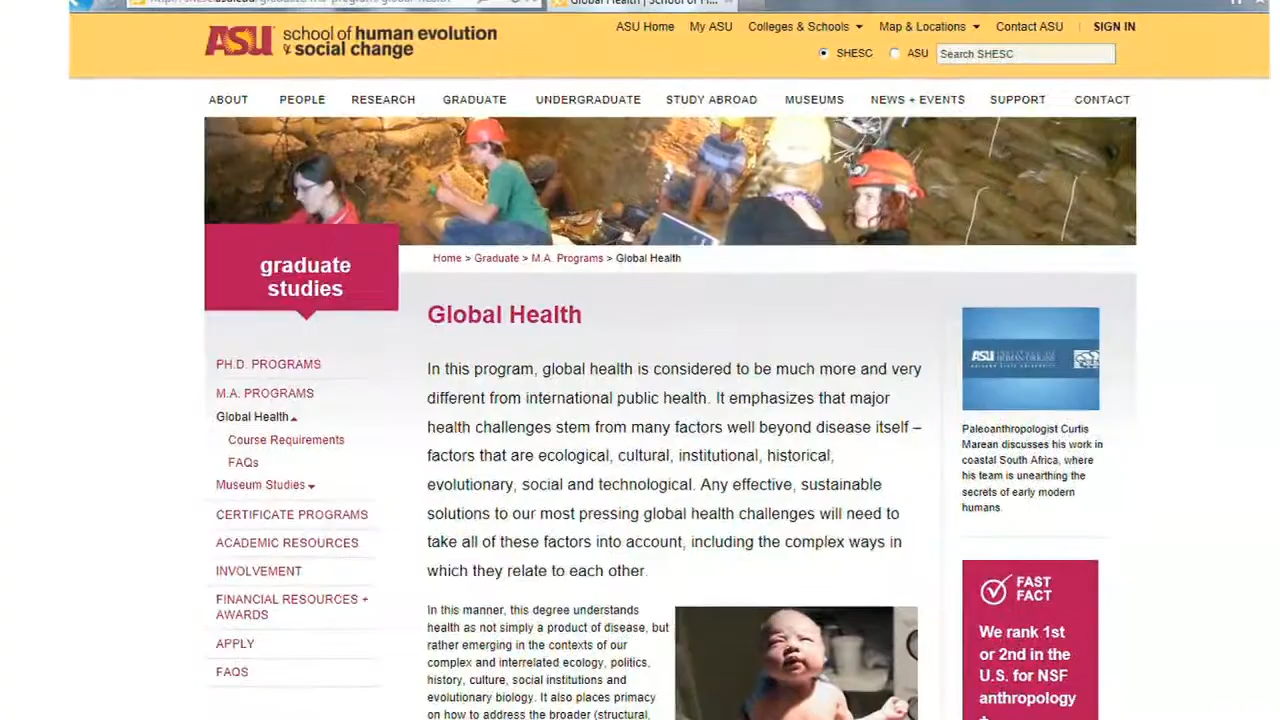 Global Health | School of
ASU school of human evolution
& social change
ASU Home My ASU Colleges & Schools Map & Locations Contact ASU SIGN IN
SHESC ASU Search SHESC
ABOUT PEOPLE RESEARCH GRADUATE UNDERGRADUATE STUDY ABROAD MUSEUMS NEWS + EVENTS SUPPORT CONTACT
graduate
studies
Home > Graduate > M.A. Programs > Global Health
PH.D. PROGRAMS
M.A. PROGRAMS
Global Health
Course Requirements
FAQs
Museum Studies
CERTIFICATE PROGRAMS
ACADEMIC RESOURCES
INVOLVEMENT
FINANCIAL RESOURCES +
AWARDS
APPLY
FAQS
Global Health
In this program, global health is considered to be much more and very
different from international public health. It emphasizes that major
health challenges stem from many factors well beyond disease itself –
factors that are ecological, cultural, institutional, historical,
evolutionary, social and technological. Any effective, sustainable
solutions to our most pressing global health challenges will need to
take all of these factors into account, including the complex ways in
which they relate to each other.
In this manner, this degree understands
health as not simply a product of disease, but
rather emerging in the contexts of our
complex and interrelated ecology, politics,
history, culture, social institutions and
evolutionary biology. It also places primacy
on how to address the broader (structural,
ASU
Paleoanthropologist Curtis
Marean discusses his work in
coastal South Africa, where
his team is unearthing the
secrets of early modern
humans.
FAST
FACT
We rank 1st
or 2nd in the
U.S. for NSF
anthropology
+